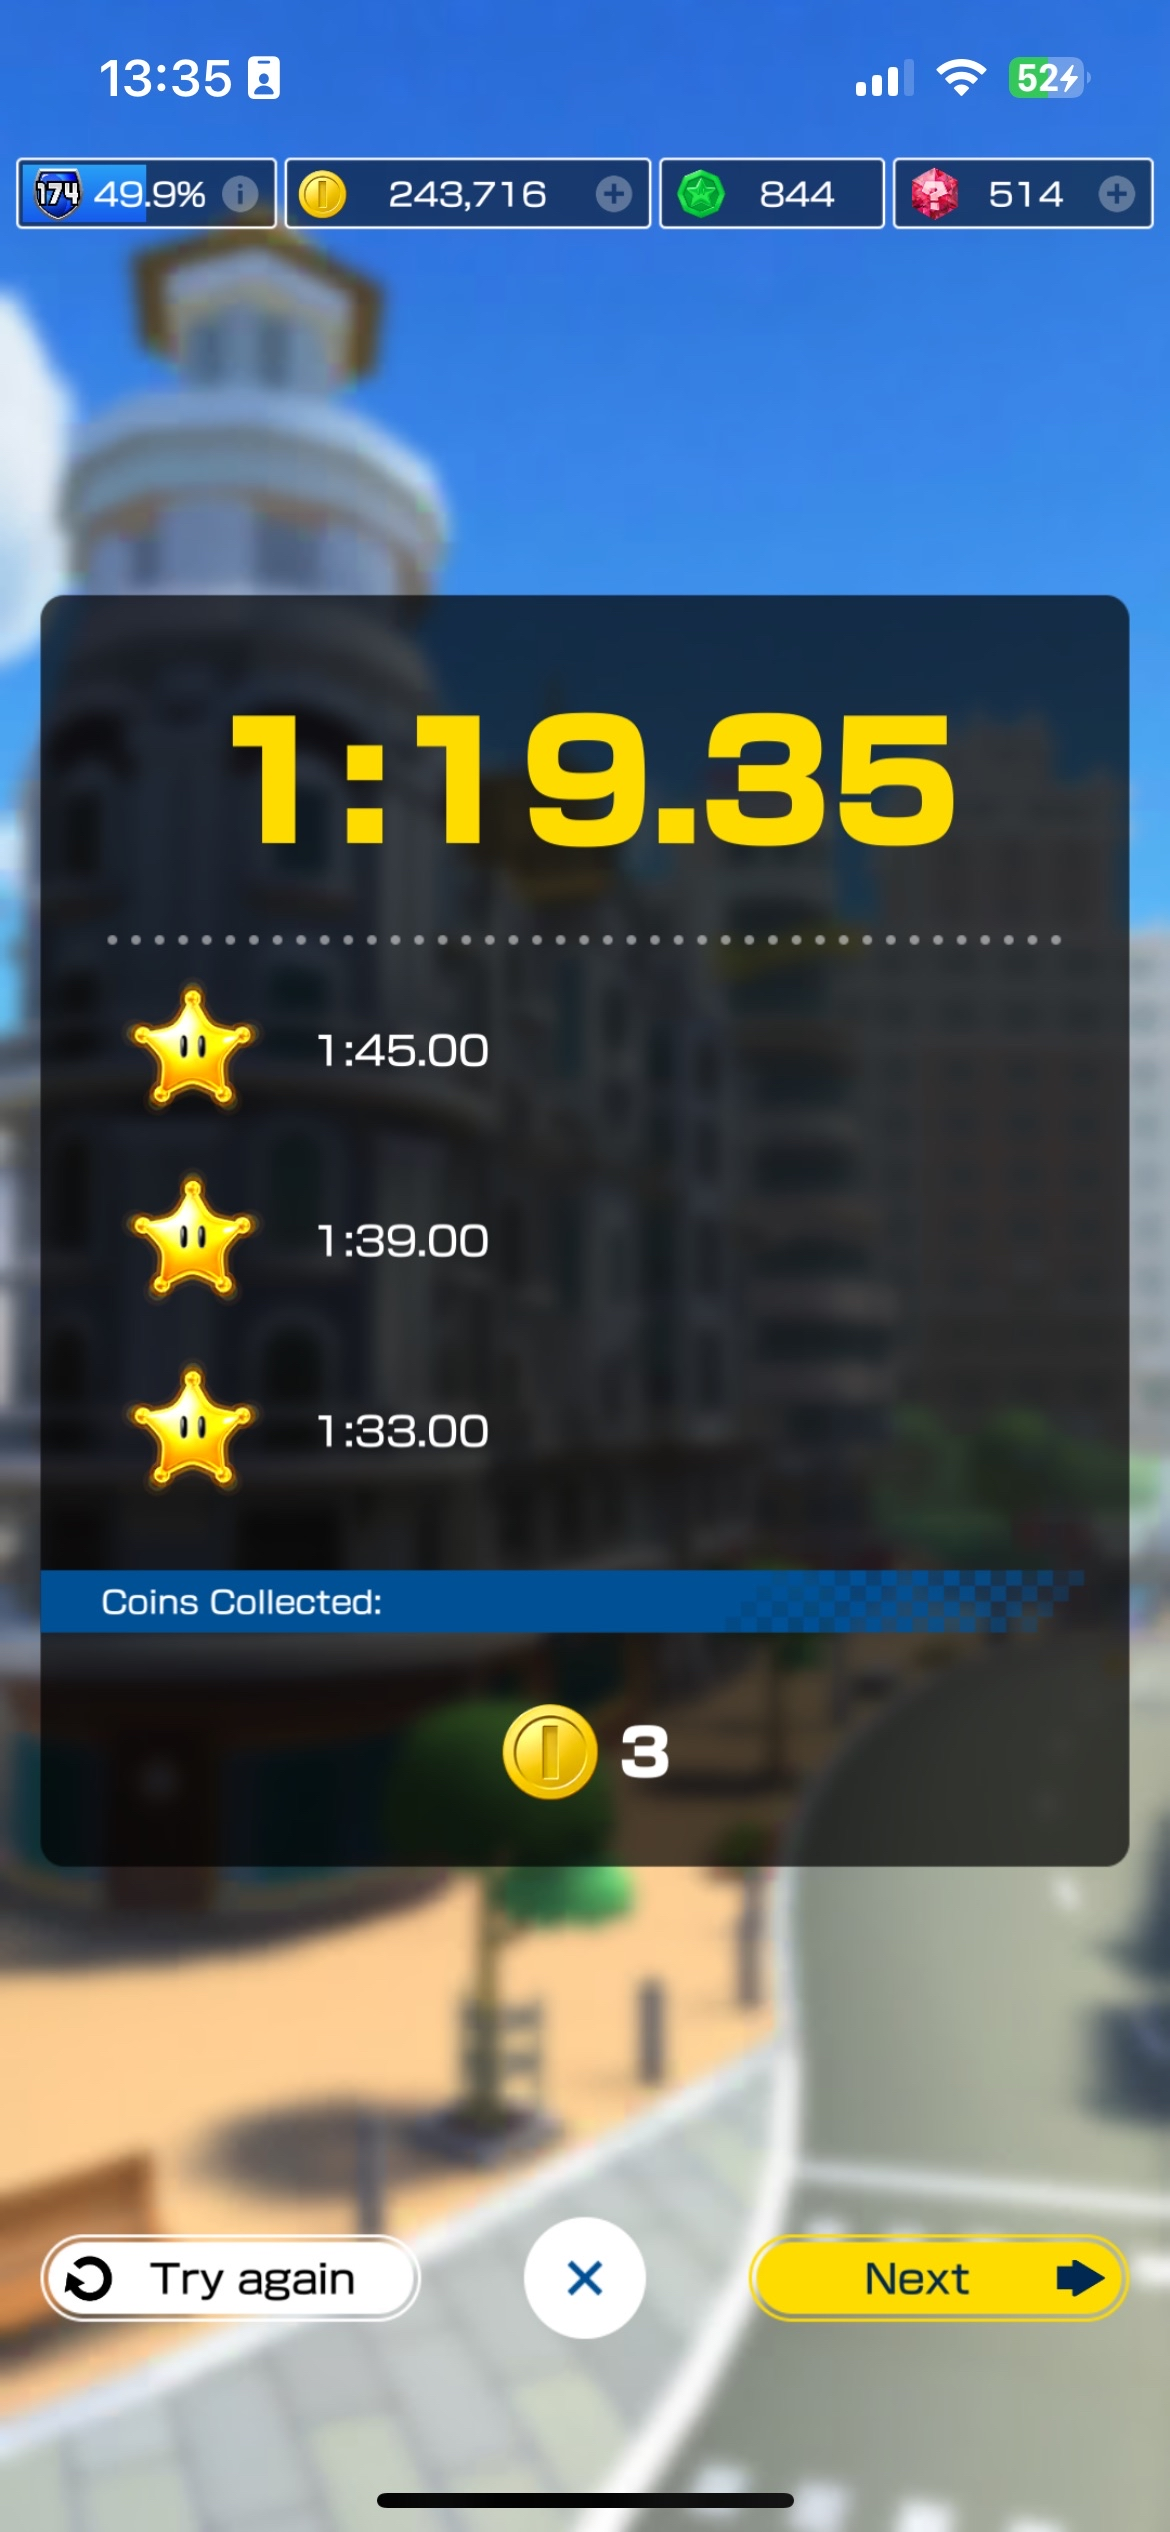 13:35 52
174 49.9% i 243,716 + 844 ? 514 +
1:19.35
1:45.00
1:39.00
1:33.00
Coins Collected:
3
Try again × Next